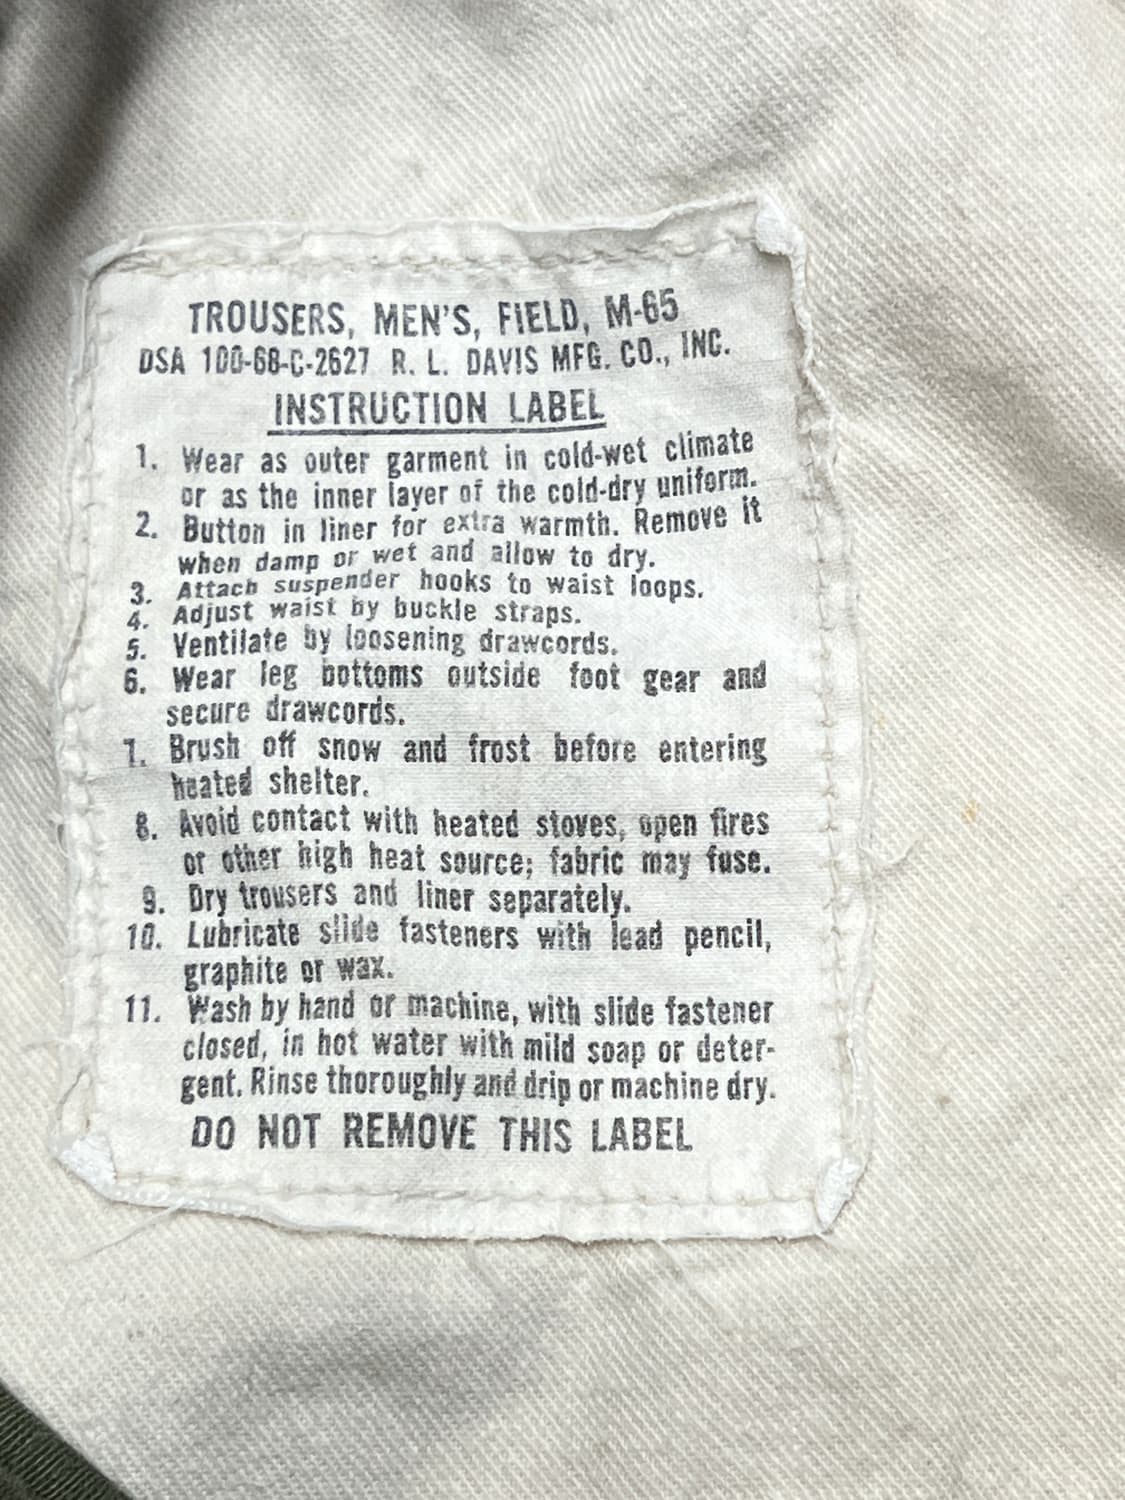 TROUSERS, MEN'S, FIELD, M-65
DSA 100-68-C-2627 R. L. DAVIS MFG. CO., INC.
INSTRUCTION LABEL
1. Wear as outer garment in cold-wet climate
or as the inner layer of the cold-dry uniform.
2. Button in liner for extra warmth. Remove it
when damp or wet and allow to dry.
3. Attach suspender hooks to waist loops.
4. Adjust waist by buckle straps.
5. Ventilate by loosening drawcords.
6. Wear leg bottoms outside foot gear and
secure drawcords.
7. Brush off snow and frost before entering
heated shelter.
8. Avoid contact with heated stoves, open fires
or other high heat source; fabric may fuse.
9. Dry trousers and liner separately.
10. Lubricate slide fasteners with lead pencil,
graphite or wax.
11. Wash by hand or machine, with slide fastener
closed, in hot water with mild soap or deter-
gent. Rinse thoroughly and drip or machine dry.
DO NOT REMOVE THIS LABEL